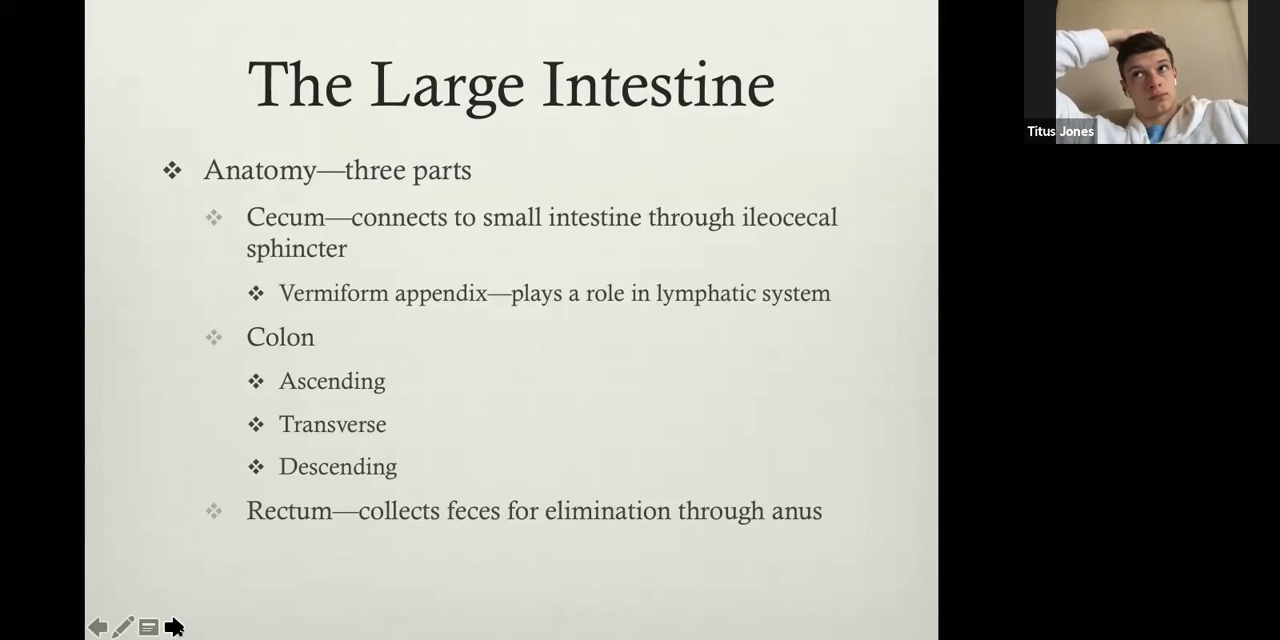 The Large Intestine
Anatomy—three parts
Cecum—connects to small intestine through ileocecal
sphincter
Vermiform appendix—plays a role in lymphatic system
Colon
Ascending
Transverse
Descending
Rectum—collects feces for elimination through anus
Titus Jones